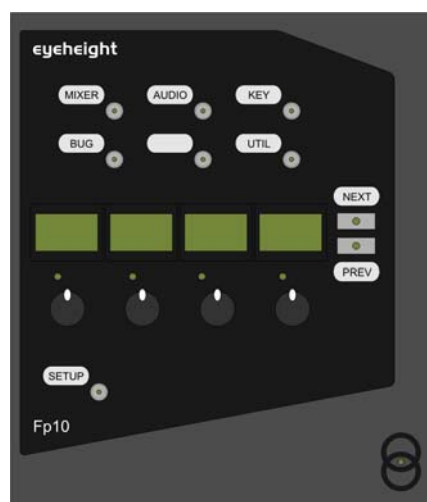 eyeheight
MIXER AUDIO KEY
BUG UTIL
NEXT
PREV
SETUP
Fp10